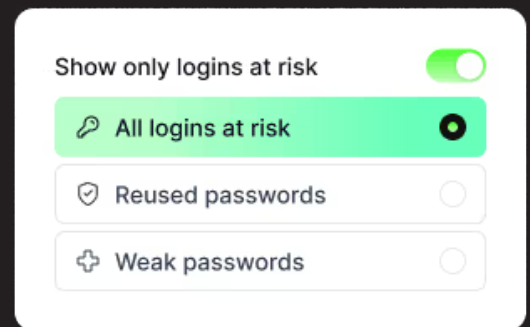 Show only logins at risk
All logins at risk
Reused passwords
Weak passwords